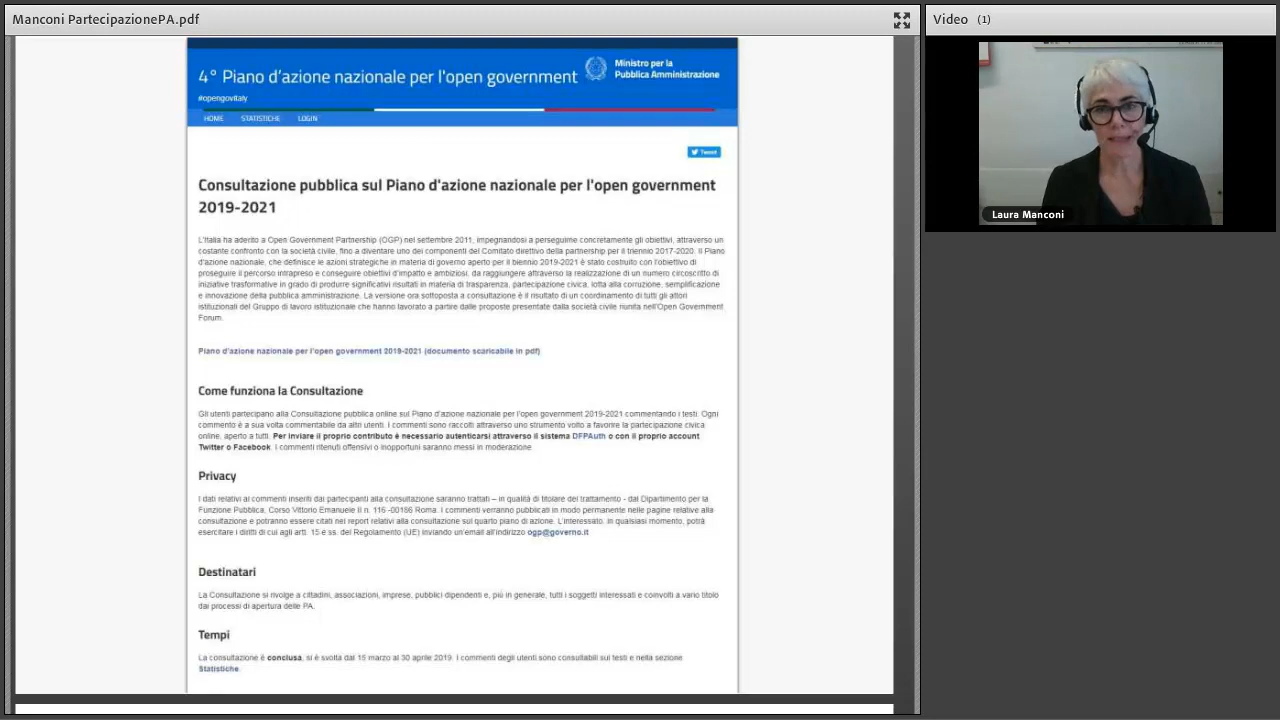 Manconi PartecipazionePA.pdf
Video (1)
4° Piano d'azione nazionale per l'open government
Ministro per la
Pubblica Amministrazione
#opengovitaly
HOME STATISTICHE LOGIN
Tweet
Laura Manconi
Consultazione pubblica sul Piano d'azione nazionale per l'open government
2019-2021
L'Italia ha aderito a Open Government Partnership (OGP) nel settembre 2011, impegnandosi a perseguirne concretamente gli obiettivi, attraverso un
costante confronto con la società civile, fino a diventare uno dei componenti del Comitato direttivo della partnership per il triennio 2017-2020. Il Piano
d'azione nazionale, che definisce le azioni strategiche in materia di governo aperto per il biennio 2019-2021 è stato costruito con l'obiettivo di
proseguire il percorso intrapreso e conseguire obiettivi d'impatto e ambiziosi, da raggiungere attraverso la realizzazione di un numero circoscritto di
iniziative trasformative in grado di produrre significativi risultati in materia di trasparenza, partecipazione civica, lotta alla corruzione, semplificazione
e innovazione della pubblica amministrazione. La versione ora sottoposta a consultazione è il risultato di un coordinamento di tutti gli attori
istituzionali del Gruppo di lavoro istituzionale che hanno lavorato a partire dalle proposte presentate dalla società civile riunita nell'Open Government
Forum.
Piano d'azione nazionale per l'open government 2019-2021 (documento scaricabile in pdf)
Come funziona la Consultazione
Gli utenti partecipano alla Consultazione pubblica online sul Piano d'azione nazionale per l'open government 2019-2021 commentando i testi. Ogni
commento è a sua volta commentabile da altri utenti. I commenti sono raccolti attraverso uno strumento volto a favorire la partecipazione civica
online, aperto a tutti. Per inviare il proprio contributo è necessario autenticarsi attraverso il sistema DFPAuth o con il proprio account
Twitter o Facebook. I commenti ritenuti offensivi o inopportuni saranno messi in moderazione.
Privacy
I dati relativi ai commenti inseriti dai partecipanti alla consultazione saranno trattati – in qualità di titolare del trattamento - dal Dipartimento per la
Funzione Pubblica, Corso Vittorio Emanuele II n. 116 -00186 Roma. I commenti verranno pubblicati in modo permanente nelle pagine relative alla
consultazione e potranno essere citati nei report relativi alla consultazione sul quarto piano di azione. L'interessato, in qualsiasi momento, potrà
esercitare i diritti di cui agli artt. 15 e ss. del Regolamento (UE) inviando un'email all'indirizzo ogp@governo.it
Destinatari
La Consultazione si rivolge a cittadini, associazioni, imprese, pubblici dipendenti e, più in generale, tutti i soggetti interessati e coinvolti a vario titolo
dai processi di apertura delle PA.
Tempi
La consultazione è conclusa, si è svolta dal 15 marzo al 30 aprile 2019. I commenti degli utenti sono consultabili sui testi e nella sezione
Statistiche.